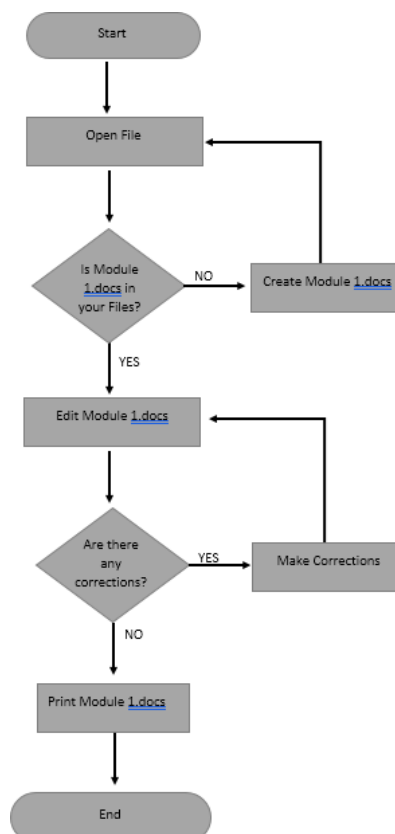 Start
Open File
Is Module
1.docs in
your Files?
NO
Create Module 1.docs
YES
Edit Module 1.docs
Are there
any
corrections?
YES
Make Corrections
NO
Print Module 1.docs
End